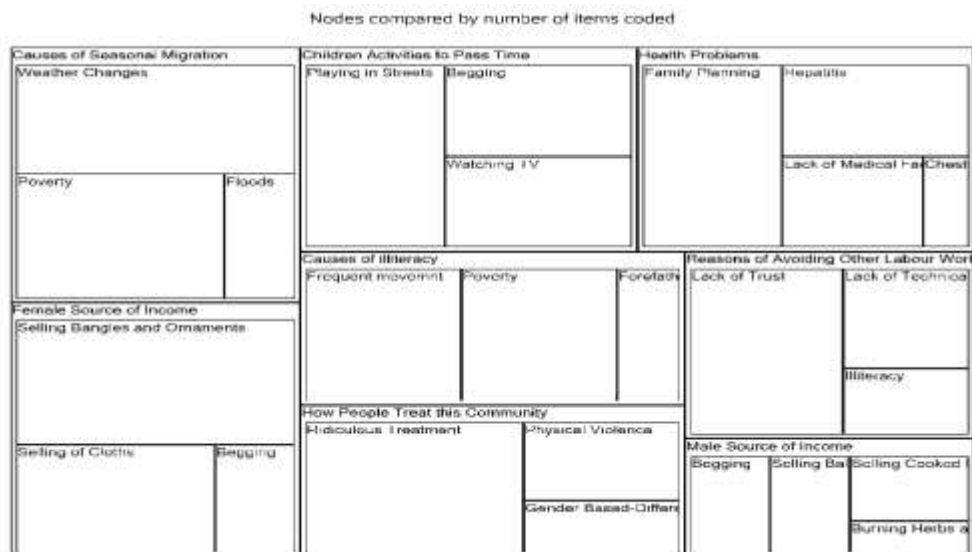 Nodes compared by number of items coded
Causes of Seasonal Migration
Weather Changes
Poverty
Floods
Female Source of Income
Selling Bangles and Ornaments
Selling of Cloths
Begging
Children Activities to Pass Time
Playing in Streets
Begging
Watching TV
Health Problems
Family Planning
Hepatitis
Lack of Medical Fac
Chest
Causes of Illiteracy
Frequent movemnt
Poverty
Forefath
Reasons of Avoiding Other Labour Wor
Lack of Trust
Lack of Technica
Illiteracy
How People Treat this Community
Ridiculous Treatment
Physical Violence
Gender Based-Differ
Male Source of Income
Begging
Selling Ba
Selling Cooked
Burning Herbs a